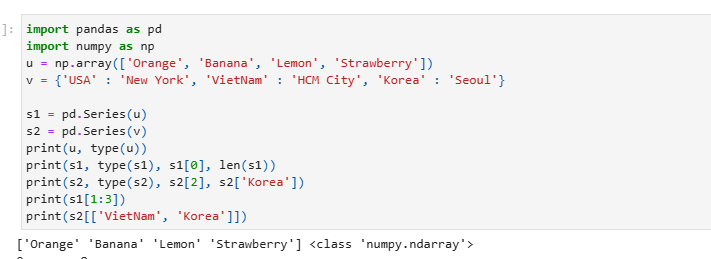 ]:
import pandas as pd
import numpy as np
u = np.array(['Orange', 'Banana', 'Lemon', 'Strawberry'])
v = {'USA' : 'New York', 'VietNam' : 'HCM City', 'Korea' : 'Seoul'}
s1 = pd.Series(u)
s2 = pd.Series(v)
print(u, type(u))
print(s1, type(s1), s1[0], len(s1))
print(s2, type(s2), s2[2], s2['Korea'])
print(s1[1:3])
print(s2[['VietNam', 'Korea']])
['Orange' 'Banana' 'Lemon' 'Strawberry'] <class 'numpy.ndarray'>